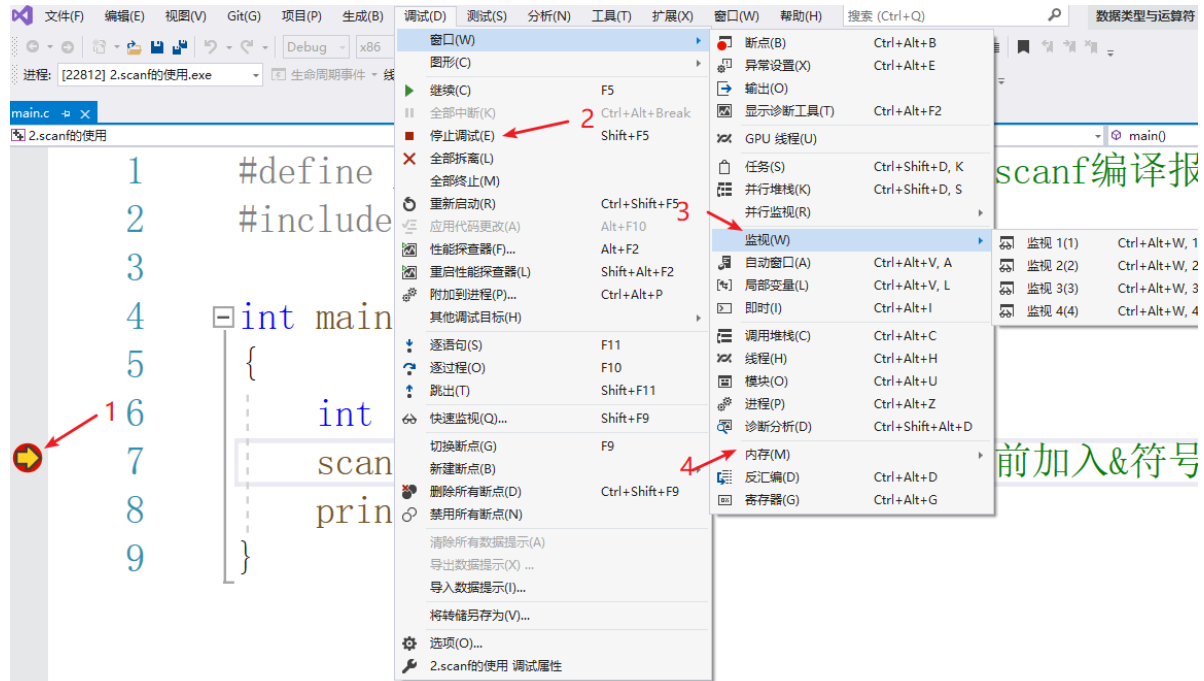 文件(F) 编辑(E) 视图(V) Git(G) 项目(P) 生成(B) 调试(D) 测试(S) 分析(N) 工具(T) 扩展(X) 窗口(W) 帮助(H) 搜索 (Ctrl+Q) 数据类型与运算符
Debug x86
进程: [22812] 2.scanf的使用.exe 生命周期事件 线
main.c
2.scanf的使用
main()
1 #define scanf编译报
2 #include
3
4 int main
5 {
6 int
7 scan 前加入&符号
8 prin
9 }
窗口(W)
图形(C)
继续(C) F5
全部中断(K) Ctrl+Alt+Break
停止调试(E) Shift+F5
全部拆离(L)
全部终止(M)
重新启动(R) Ctrl+Shift+F5
应用代码更改(A) Alt+F10
性能探查器(F)... Alt+F2
重启性能探查器(L) Shift+Alt+F2
附加到进程(P)... Ctrl+Alt+P
其他调试目标(H)
逐语句(S) F11
逐过程(O) F10
跳出(T) Shift+F11
快速监视(Q)... Shift+F9
切换断点(G) F9
新建断点(B)
删除所有断点(D) Ctrl+Shift+F9
禁用所有断点(N)
清除所有数据提示(A)
导出数据提示(X) ...
导入数据提示(I)...
将转储另存为(V)...
选项(O)...
2.scanf的使用 调试属性
断点(B) Ctrl+Alt+B
异常设置(X) Ctrl+Alt+E
输出(O)
显示诊断工具(T) Ctrl+Alt+F2
GPU 线程(U)
任务(S) Ctrl+Shift+D, K
并行堆栈(K) Ctrl+Shift+D, S
并行监视(R)
监视(W)
自动窗口(A) Ctrl+Alt+V, A
局部变量(L) Ctrl+Alt+V, L
即时(I) Ctrl+Alt+I
调用堆栈(C) Ctrl+Alt+C
线程(H) Ctrl+Alt+H
模块(O) Ctrl+Alt+U
进程(P) Ctrl+Alt+Z
诊断分析(D) Ctrl+Shift+Alt+D
内存(M)
反汇编(D) Ctrl+Alt+D
寄存器(G) Ctrl+Alt+G
监视 1(1) Ctrl+Alt+W, 1
监视 2(2) Ctrl+Alt+W, 2
监视 3(3) Ctrl+Alt+W, 3
监视 4(4) Ctrl+Alt+W, 4
1
2
3
4